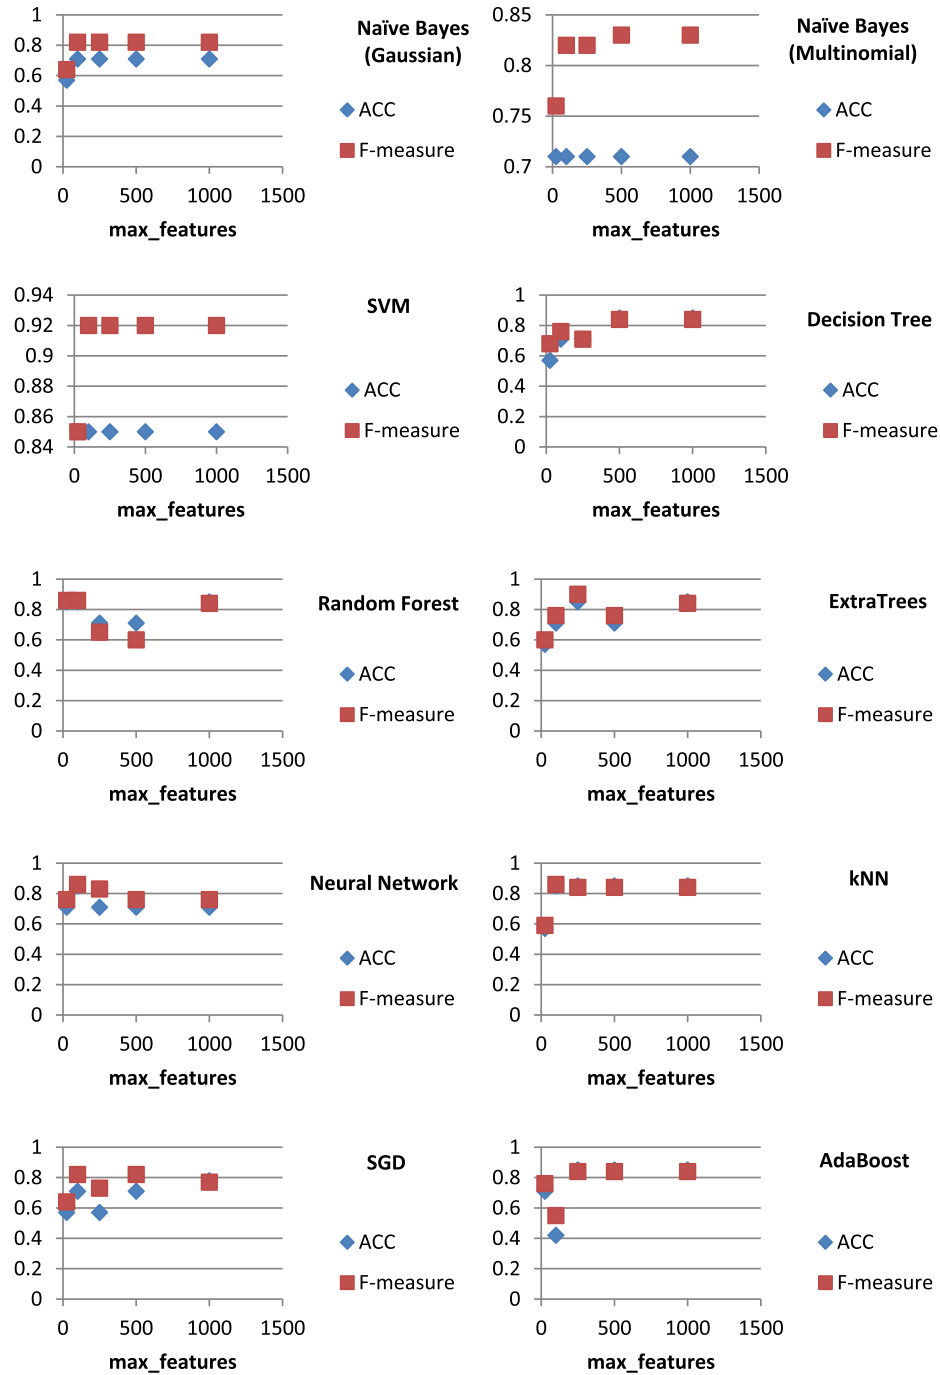 Naïve Bayes
(Gaussian)
1
0.8
0.6
0.4
0.2
0
0 500 1000 1500
max_features
ACC
F-measure
Naïve Bayes
(Multinomial)
0.85
0.8
0.75
0.7
0 500 1000 1500
max_features
ACC
F-measure
SVM
0.94
0.92
0.9
0.88
0.86
0.84
0 500 1000 1500
max_features
ACC
F-measure
Decision Tree
1
0.8
0.6
0.4
0.2
0
0 500 1000 1500
max_features
ACC
F-measure
Random Forest
1
0.8
0.6
0.4
0.2
0
0 500 1000 1500
max_features
ACC
F-measure
ExtraTrees
1
0.8
0.6
0.4
0.2
0
0 500 1000 1500
max_features
ACC
F-measure
Neural Network
1
0.8
0.6
0.4
0.2
0
0 500 1000 1500
max_features
ACC
F-measure
kNN
1
0.8
0.6
0.4
0.2
0
0 500 1000 1500
max_features
ACC
F-measure
SGD
1
0.8
0.6
0.4
0.2
0
0 500 1000 1500
max_features
ACC
F-measure
AdaBoost
1
0.8
0.6
0.4
0.2
0
0 500 1000 1500
max_features
ACC
F-measure